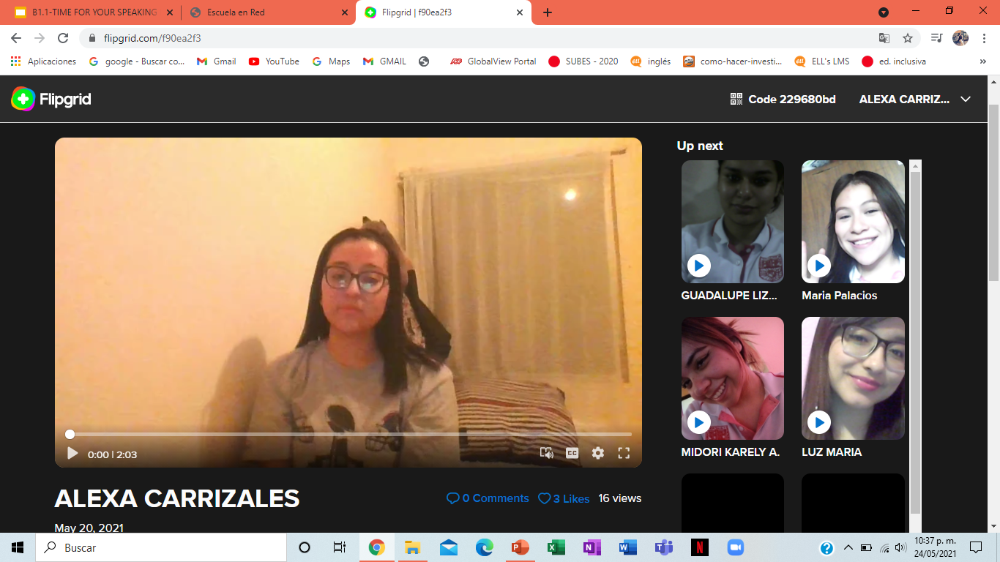 B1.1-TIME FOR YOUR SPEAKING
Escuela en Red
Flipgrid | f90ea2f3
flipgrid.com/f90ea2f3
Aplicaciones
google - Buscar co...
Gmail
YouTube
Maps
GMAIL
GlobalView Portal
SUBES - 2020
inglés
como-hacer-investi...
ELL's LMS
ed. inclusiva
»
Flipgrid
Code 229680bd
ALEXA CARRIZ...
Up next
GUADALUPE LIZ...
Maria Palacios
MIDORI KARELY A.
LUZ MARIA
0:00 | 2:03
CC
ALEXA CARRIZALES
0 Comments
3 Likes
16 views
May 20, 2021
Buscar
10:37 p. m.
24/05/2021